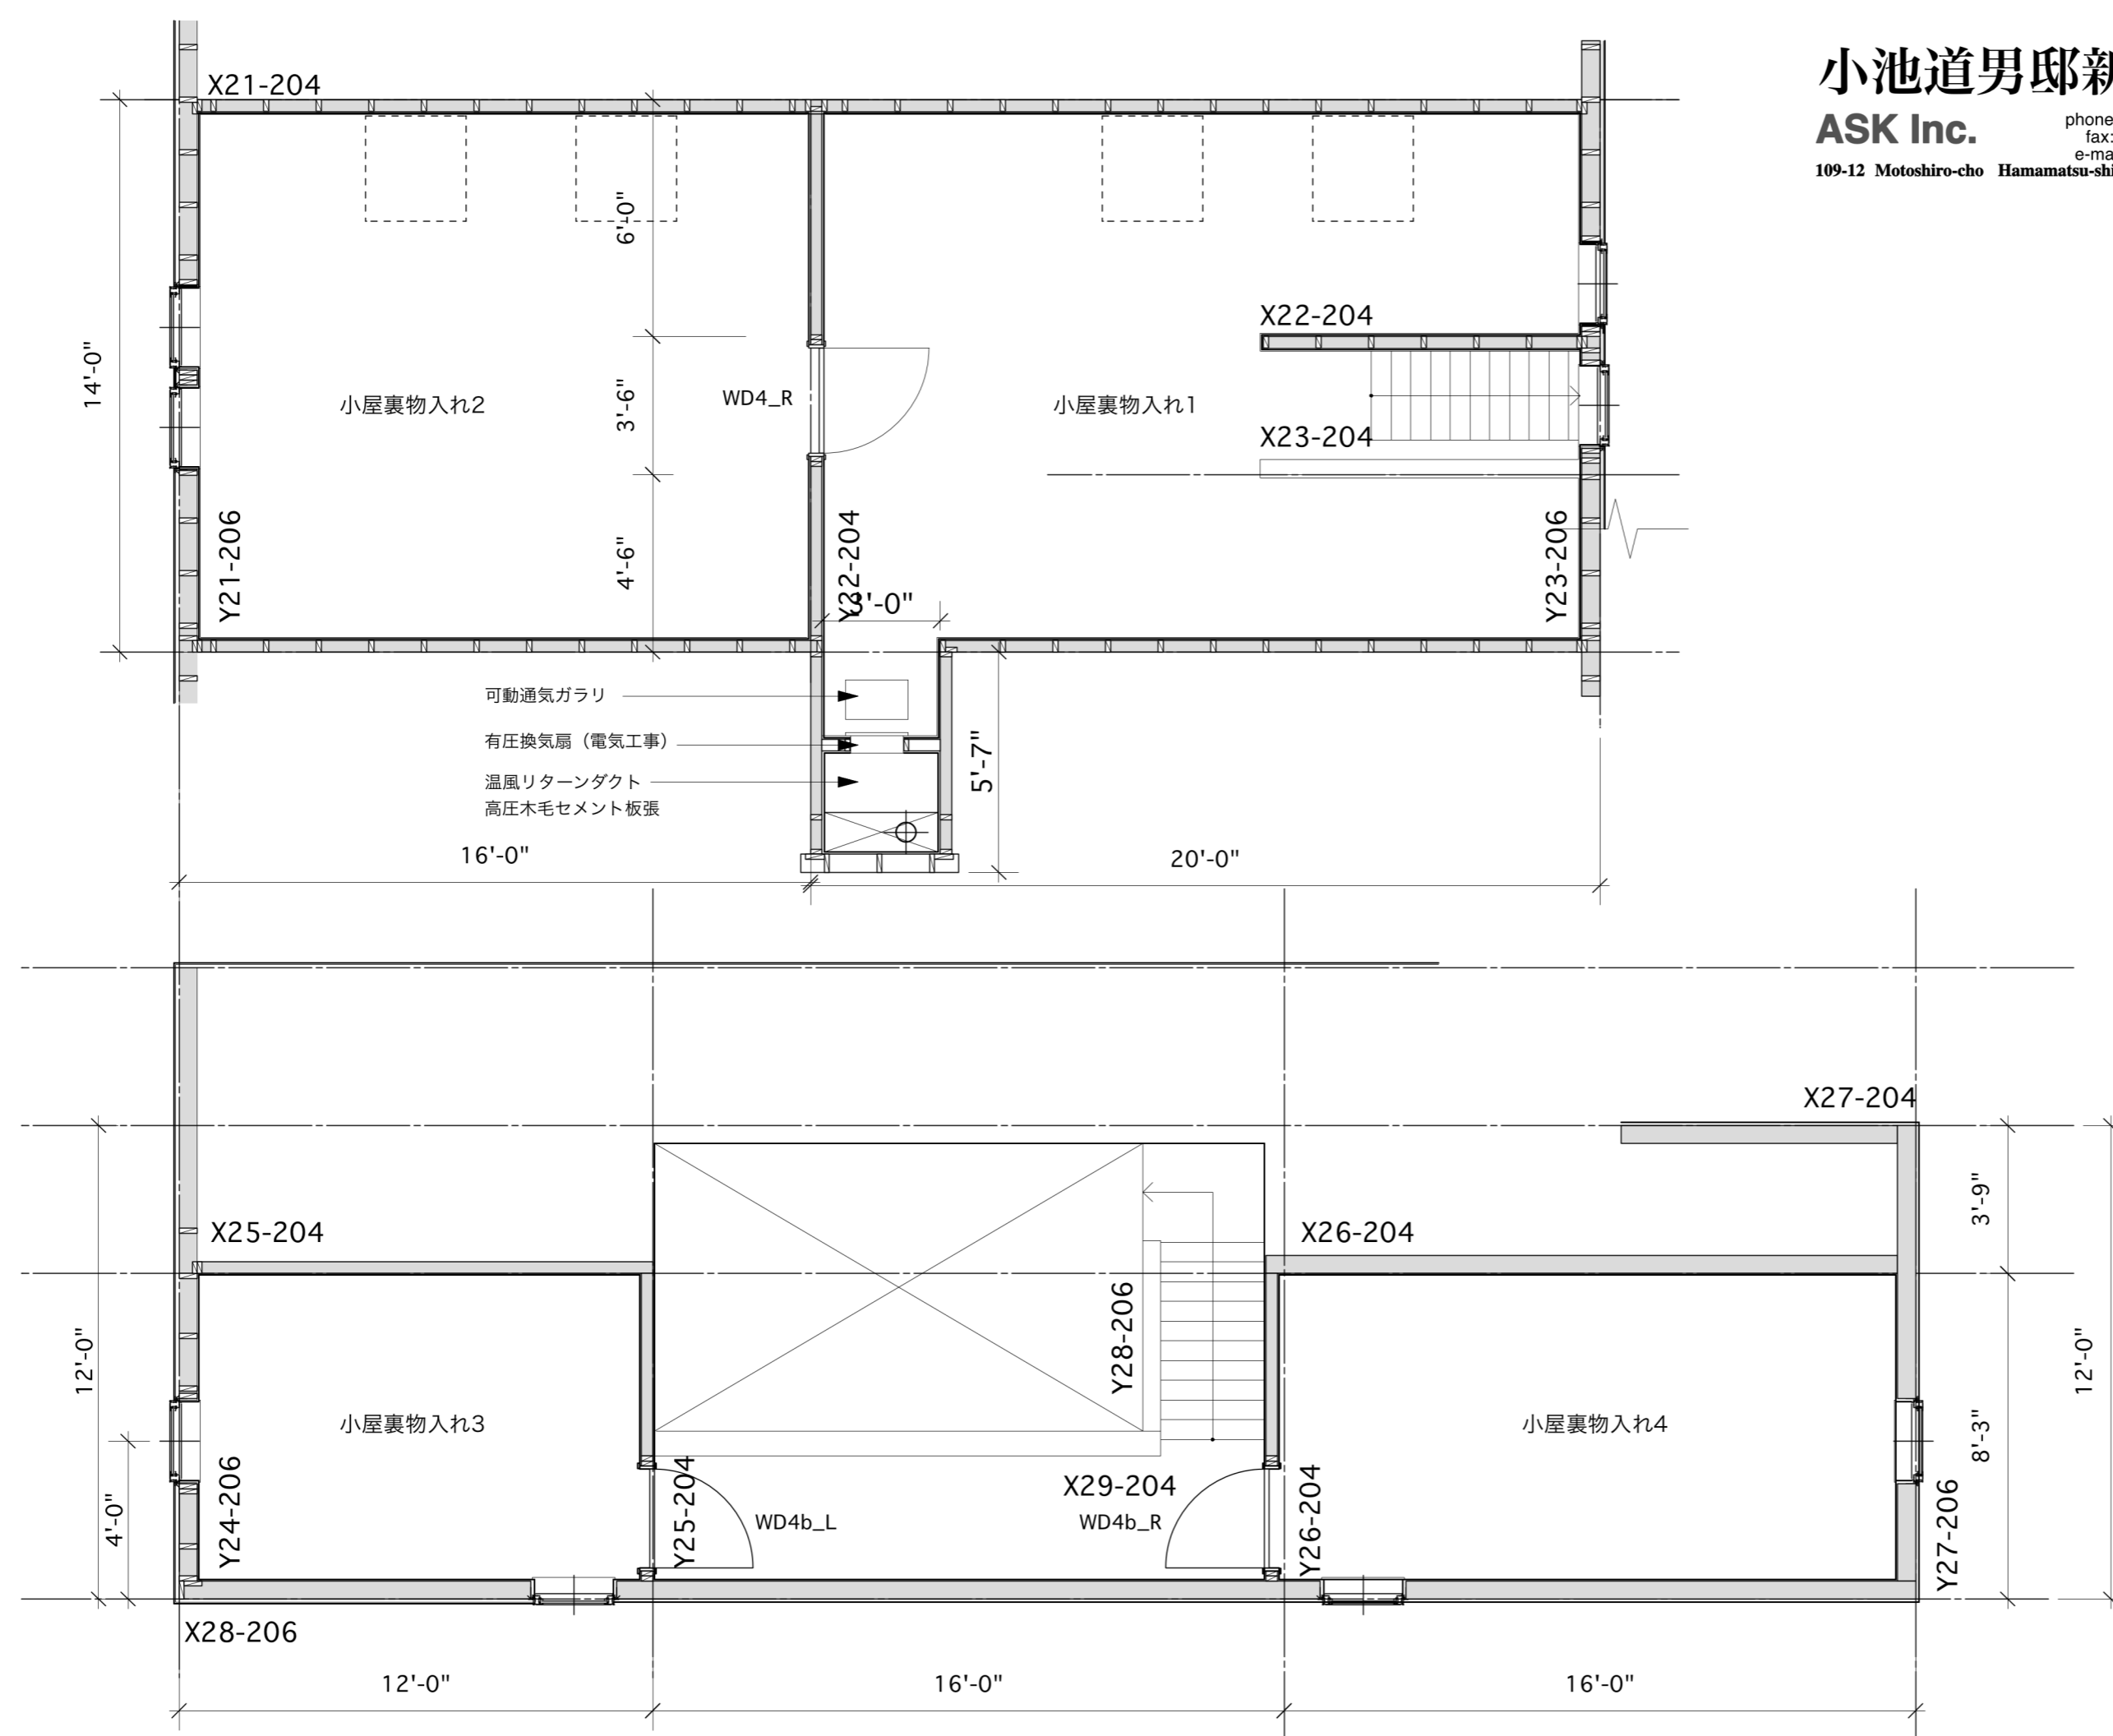 小池道男邸新
ASK Inc.
phone
fax:
e-ma
109-12 Motoshiro-cho Hamamatsu-shi
X21-204
6'-0"
14'-0"
X22-204
3'-6"
WD4_R
小屋裏物入れ2
小屋裏物入れ1
X23-204
Y21-206
4'-6"
Y22-204
Y23-206
3'-0"
可動通気ガラリ
有圧換気扇（電気工事）
温風リターンダクト
高圧木毛セメント板張
5'-7"
16'-0"
20'-0"
X27-204
3'-9"
X25-204
X26-204
Y28-206
12'-0"
12'-0"
小屋裏物入れ3
小屋裏物入れ4
8'-3"
X29-204
4'-0"
Y24-206
Y25-204
WD4b_L
WD4b_R
Y26-204
Y27-206
X28-206
12'-0"
16'-0"
16'-0"